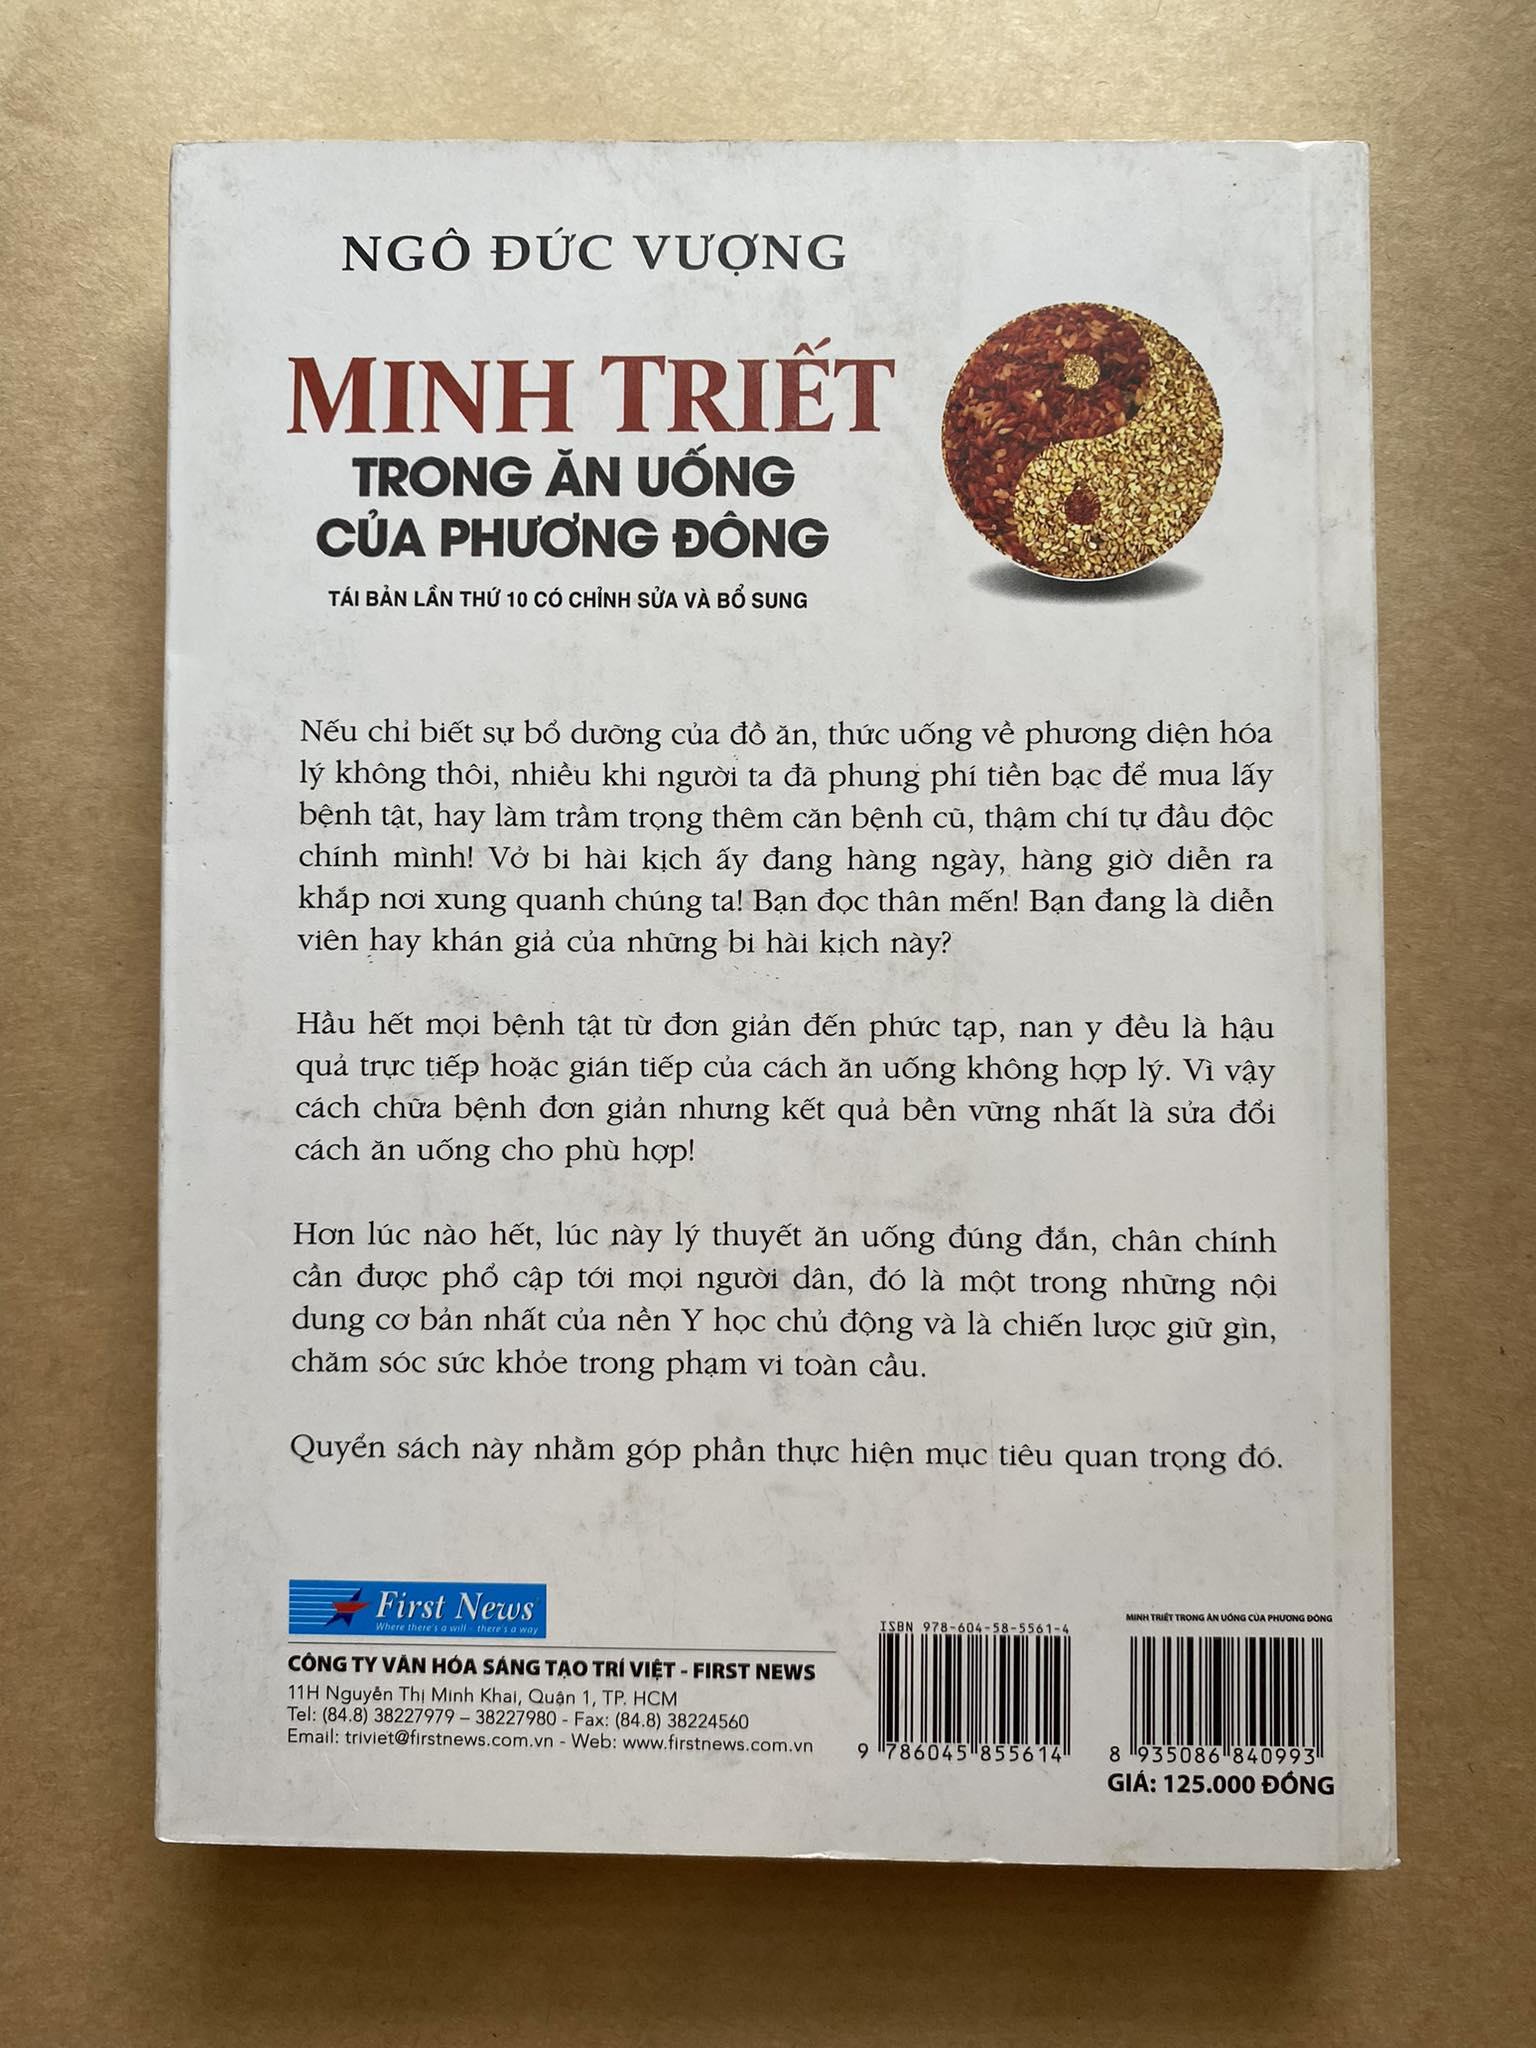 NGÔ ĐỨC VƯỢNG
MINH TRIẾT
TRONG ĂN UỐNG
CỦA PHƯƠNG ĐÔNG
TÁI BẢN LẦN THỨ 10 CÓ CHỈNH SỬA VÀ BỔ SUNG
Nếu chỉ biết sự bổ dưỡng của đồ ăn, thức uống về phương diện hóa
lý không thôi, nhiều khi người ta đã phung phí tiền bạc để mua lấy
bệnh tật, hay làm trầm trọng thêm căn bệnh cũ, thậm chí tự đầu độc
chính mình! Vở bi hài kịch ấy đang hàng ngày, hàng giờ diễn ra
khắp nơi xung quanh chúng ta! Bạn đọc thân mến! Bạn đang là diễn
viên hay khán giả của những bi hài kịch này?
Hầu hết mọi bệnh tật từ đơn giản đến phức tạp, nan y đều là hậu
quả trực tiếp hoặc gián tiếp của cách ăn uống không hợp lý. Vì vậy
cách chữa bệnh đơn giản nhưng kết quả bền vững nhất là sửa đổi
cách ăn uống cho phù hợp!
Hơn lúc nào hết, lúc này lý thuyết ăn uống đúng đắn, chân chính
cần được phổ cập tới mọi người dân, đó là một trong những nội
dung cơ bản nhất của nền Y học chủ động và là chiến lược giữ gìn,
chăm sóc sức khỏe trong phạm vi toàn cầu.
Quyển sách này nhằm góp phần thực hiện mục tiêu quan trọng đó.
First News
Where there's a will - there's a way
CÔNG TY VĂN HÓA SÁNG TẠO TRÍ VIỆT - FIRST NEWS
11H Nguyễn Thị Minh Khai, Quận 1, TP. HCM
Tel: (84.8) 38227979 – 38227980 - Fax: (84.8) 38224560
Email: triviet@firstnews.com.vn - Web: www.firstnews.com.vn
ISBN 978-604-58-5561-4
9 786045 855614
MINH TRIẾT TRONG ĂN UỐNG CỦA PHƯƠNG ĐÔNG
8 935086 840993
GIÁ: 125.000 ĐỒNG